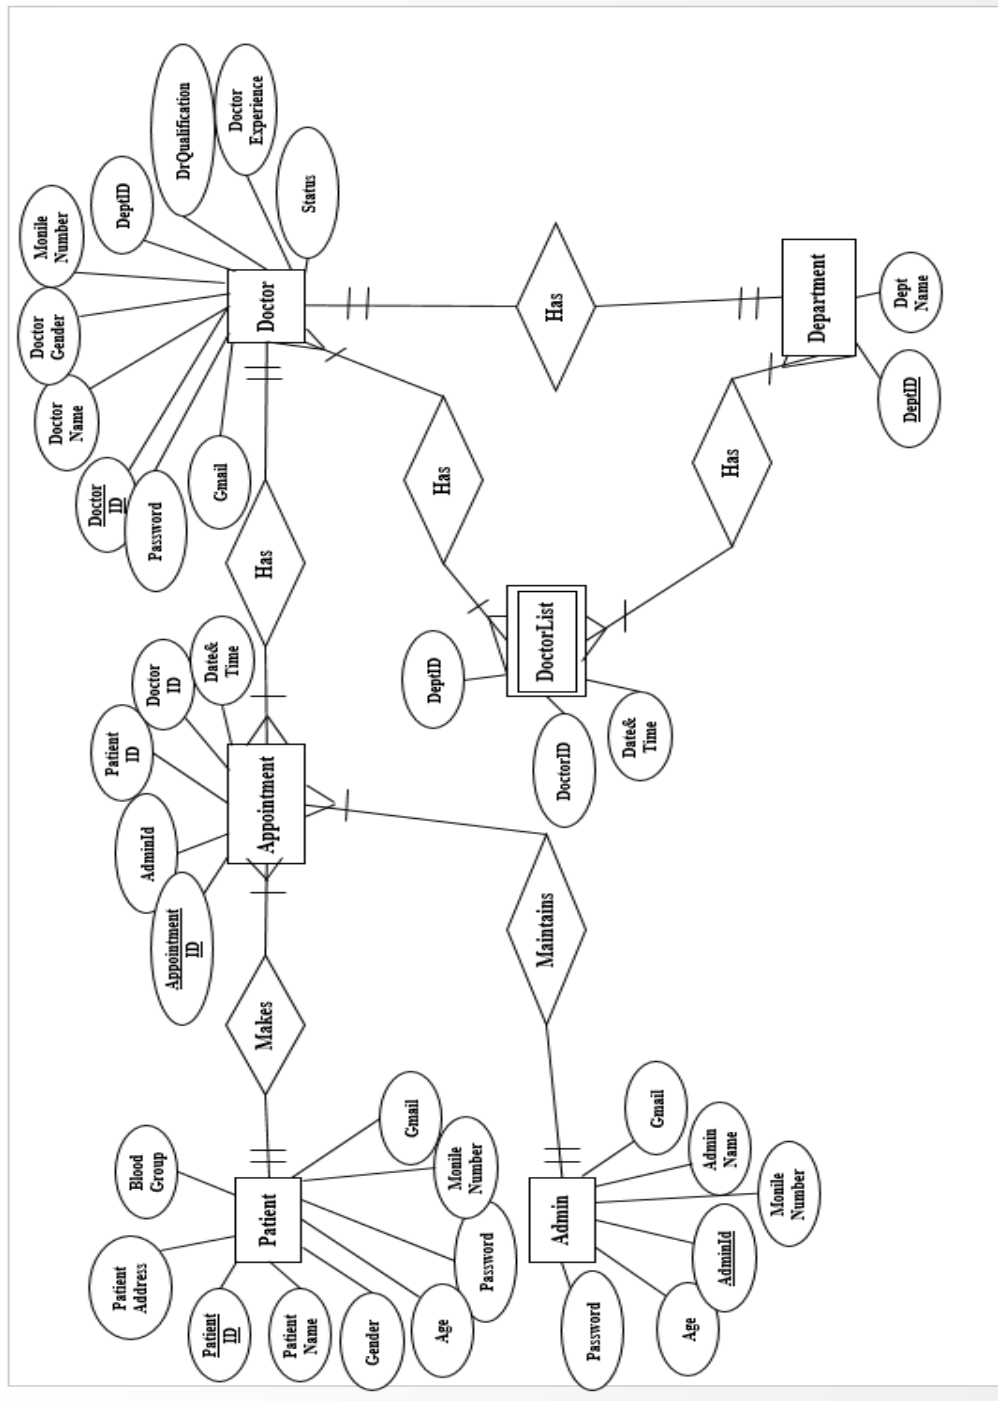 Patient
Address
Blood
Group
Patient
ID
Patient
Name
Gender
Age
Password
Monile
Number
Gmail
Patient
Makes
Appointment
ID
AdminId
Patient
ID
Doctor
ID
Date&
Time
Appointment
Has
Doctor
ID
Password
Gmail
Doctor
Name
Doctor
Gender
Monile
Number
DeptID
DrQualification
Doctor
Experience
Status
Doctor
Has
Has
DeptID
DoctorID
Date&
Time
DoctorList
Has
Department
Dept
Name
DeptID
Maintains
Admin
Password
Age
AdminId
Monile
Number
Admin
Name
Gmail